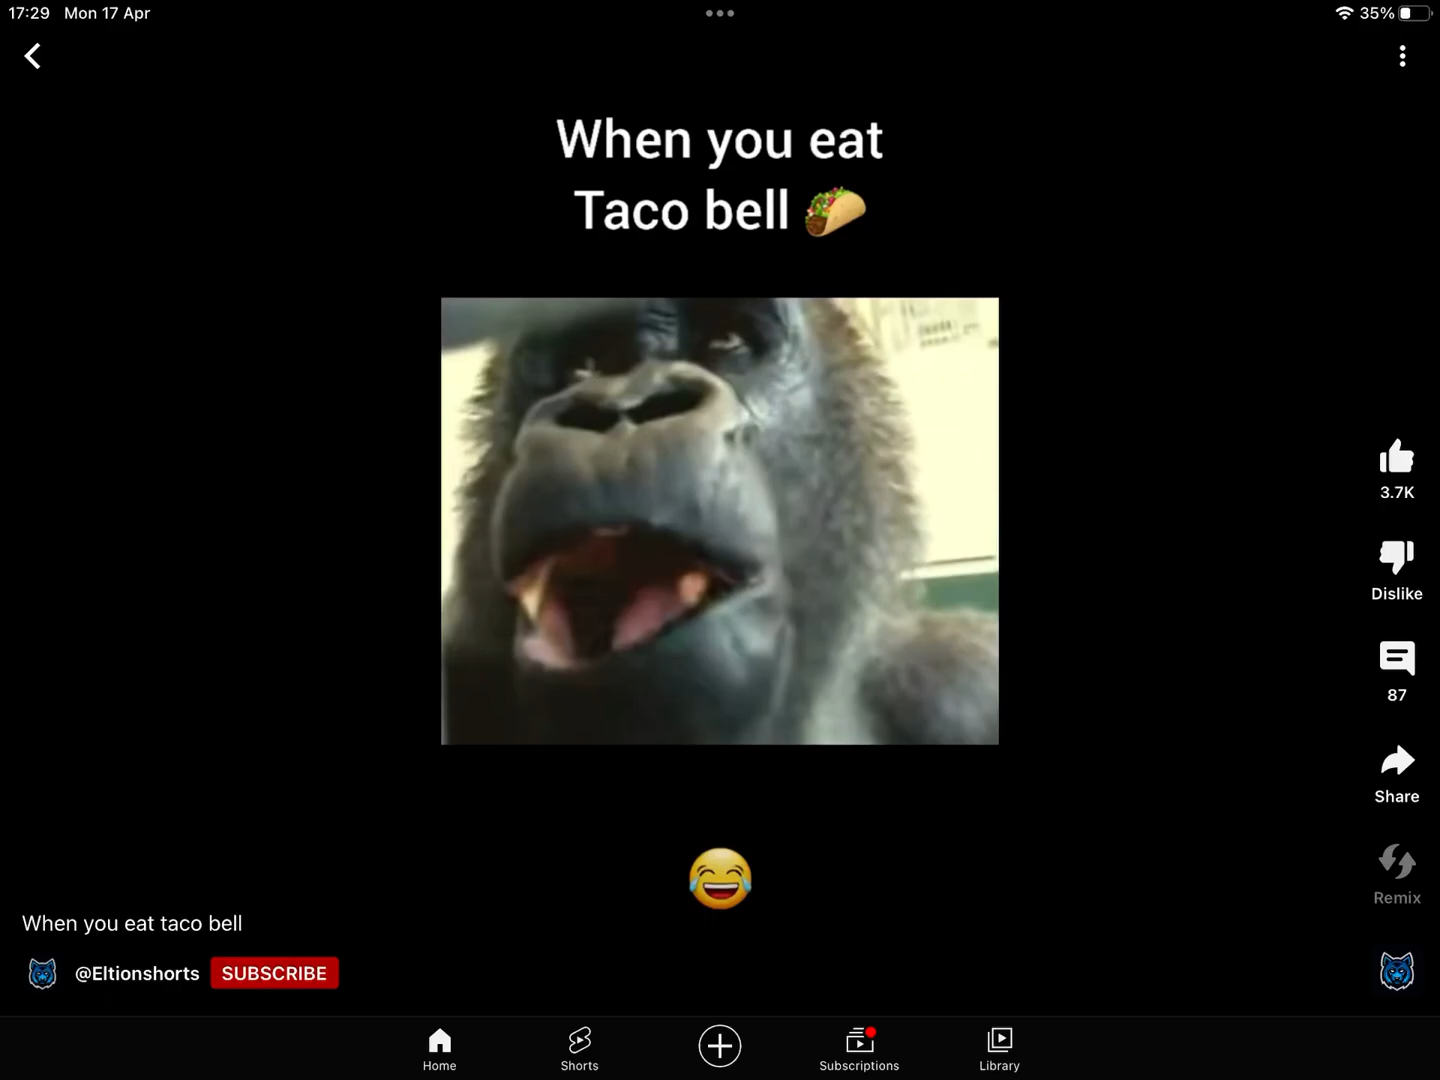 17:29 Mon 17 Apr
35%
When you eat
Taco bell
3.7K
Dislike
87
Share
Remix
When you eat taco bell
@Eltionshorts SUBSCRIBE
Home
Shorts
Subscriptions
Library